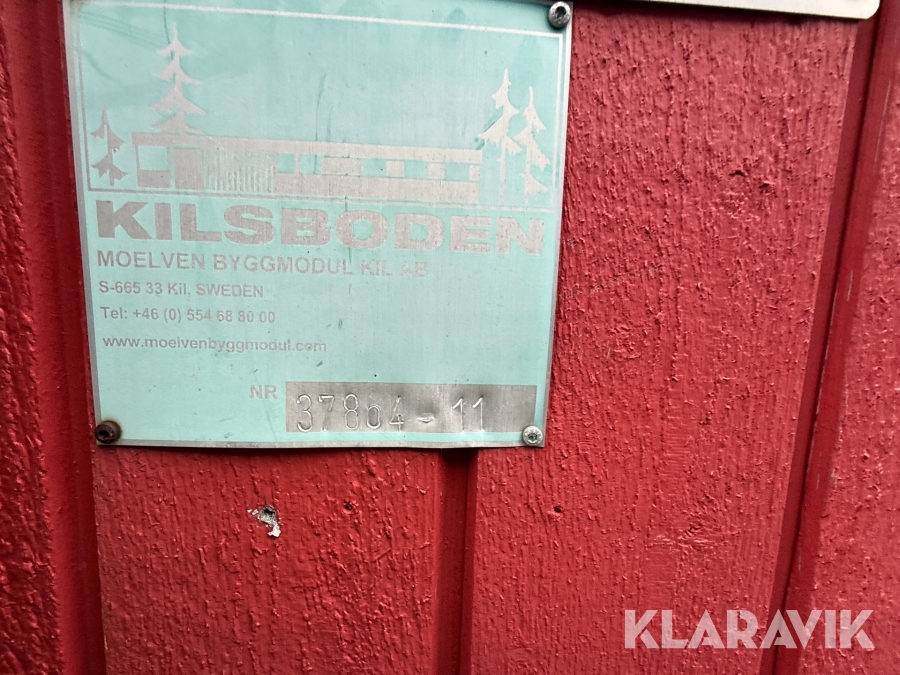 KILSBODEN
MOELVEN BYGGMODUL KIL AB
S-665 33 Kil, SWEDEN
Tel: +46 (0) 554 68 80 00
www.moelvenbyggmodul.com
NR 37864-11
KLARAVIK